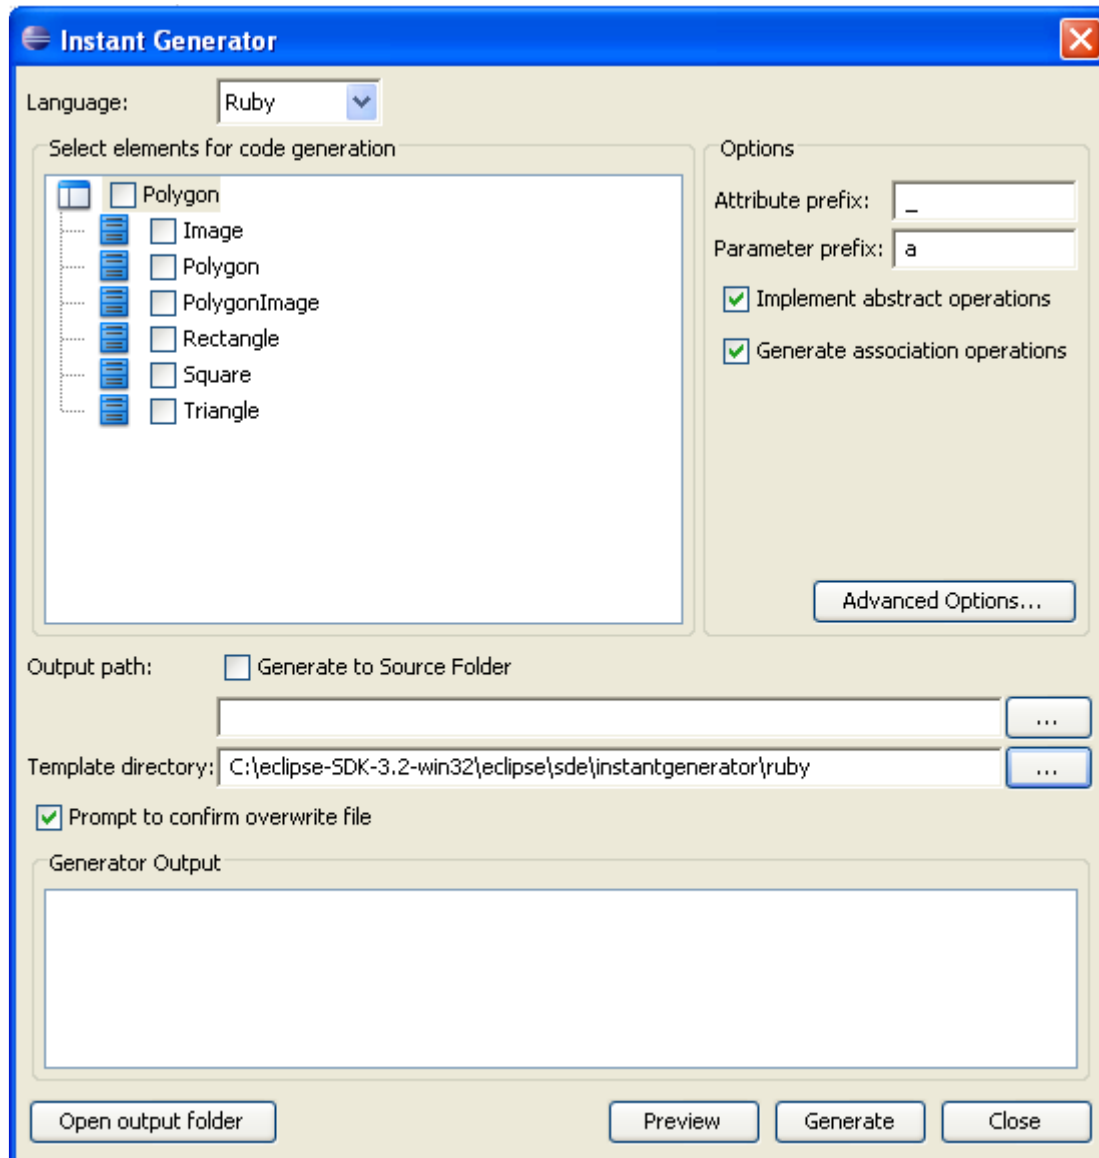 Instant Generator
Language: Ruby
Select elements for code generation
Polygon
Image
Polygon
PolygonImage
Rectangle
Square
Triangle
Options
Attribute prefix: _
Parameter prefix: a
Implement abstract operations
Generate association operations
Advanced Options...
Output path: Generate to Source Folder
...
Template directory: C:\eclipse-SDK-3.2-win32\eclipse\sde\instantgenerator\ruby ...
Prompt to confirm overwrite file
Generator Output
Open output folder Preview Generate Close